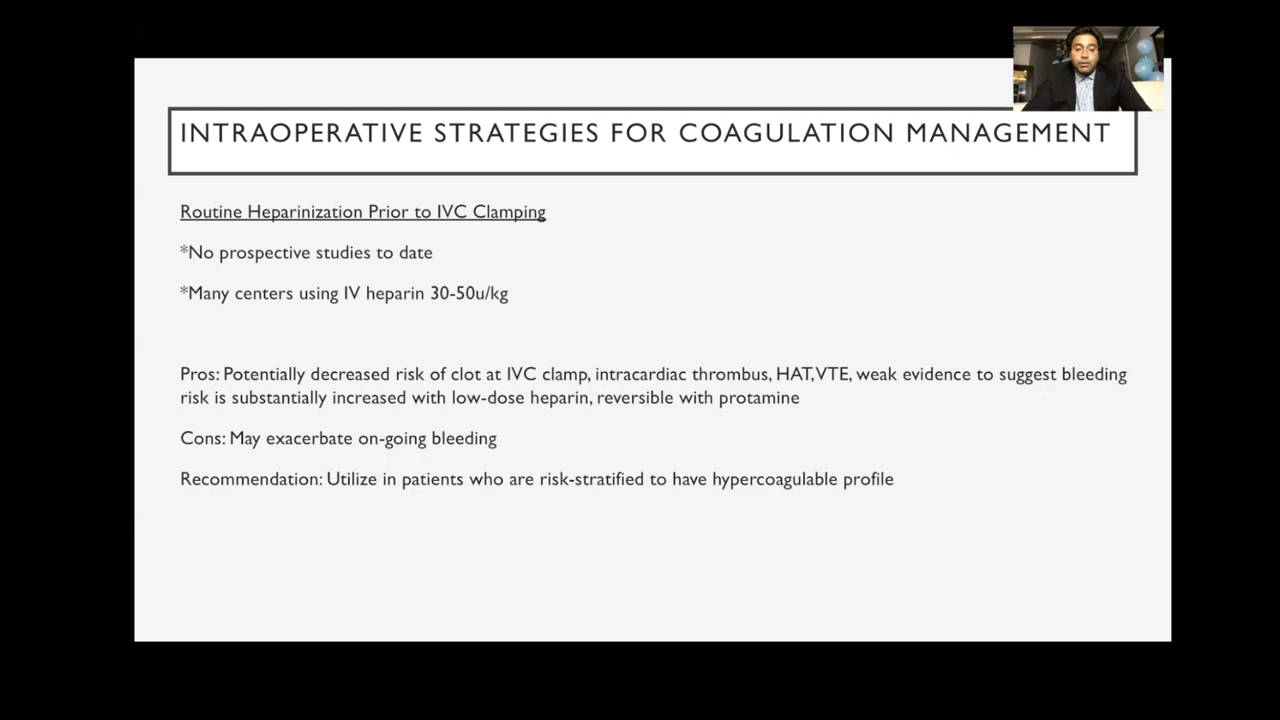 INTRAOPERATIVE STRATEGIES FOR COAGULATION MANAGEMENT
Routine Heparinization Prior to IVC Clamping
*No prospective studies to date
*Many centers using IV heparin 30-50u/kg
Pros: Potentially decreased risk of clot at IVC clamp, intracardiac thrombus, HAT, VTE, weak evidence to suggest bleeding
risk is substantially increased with low-dose heparin, reversible with protamine
Cons: May exacerbate on-going bleeding
Recommendation: Utilize in patients who are risk-stratified to have hypercoagulable profile